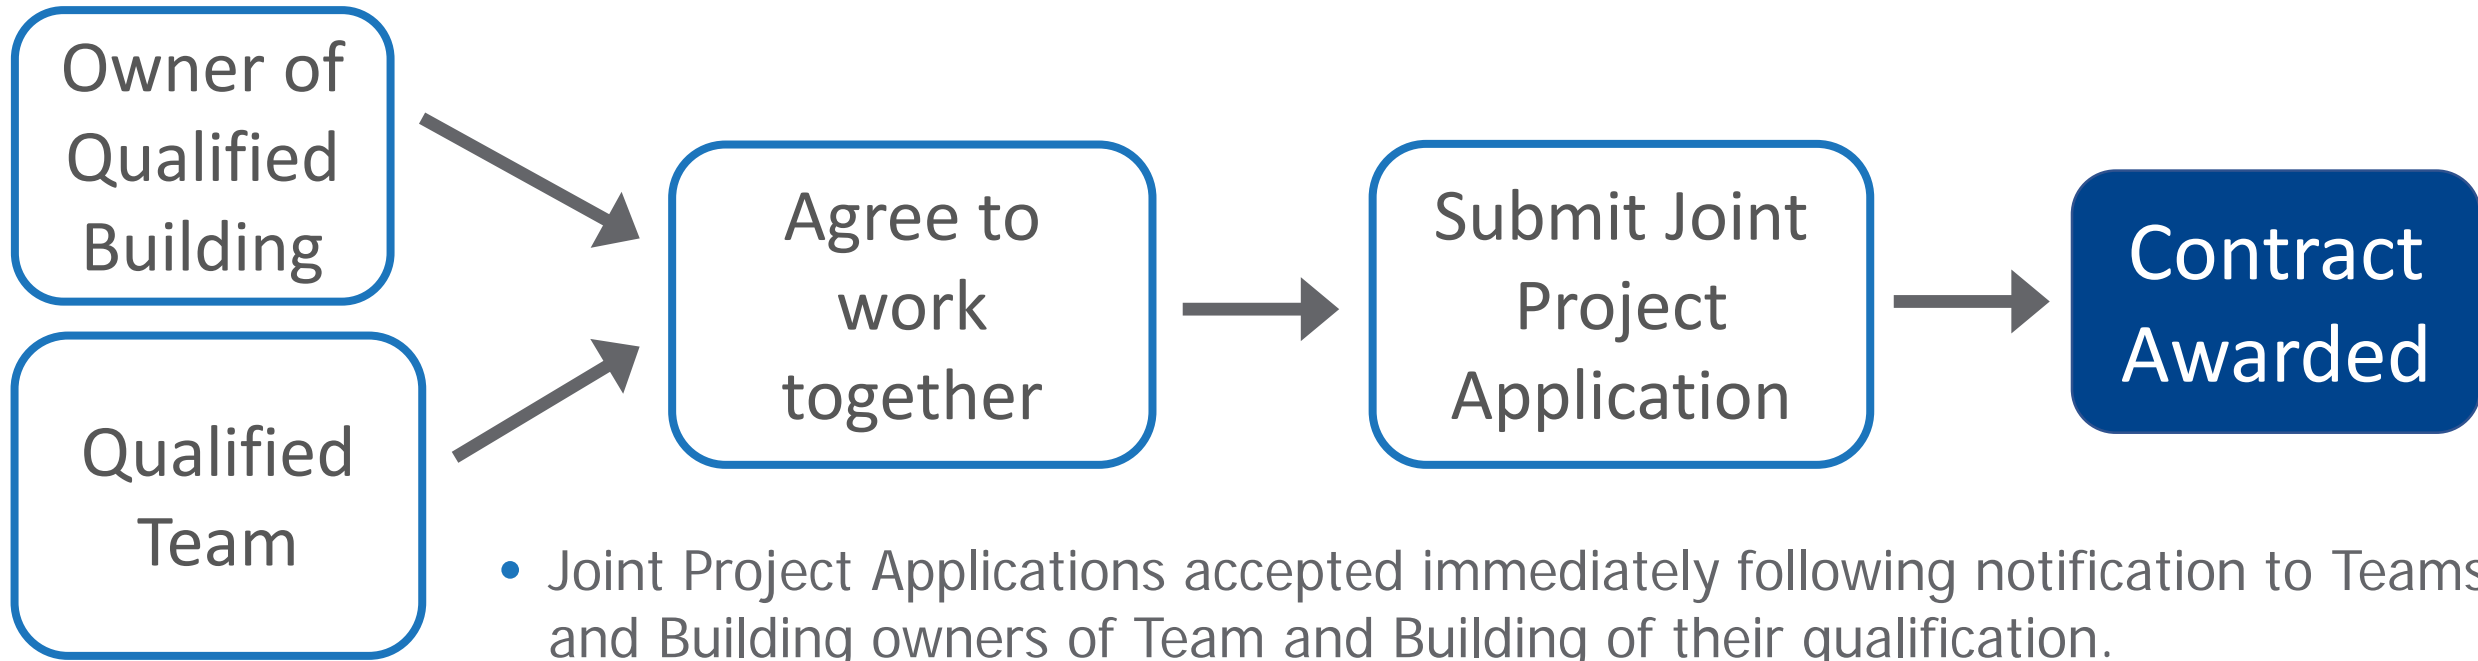 Owner of
Qualified
Building
Qualified
Team
Agree to
work
together
Submit Joint
Project
Application
Contract
Awarded
• Joint Project Applications accepted immediately following notification to Teams
and Building owners of Team and Building of their qualification.